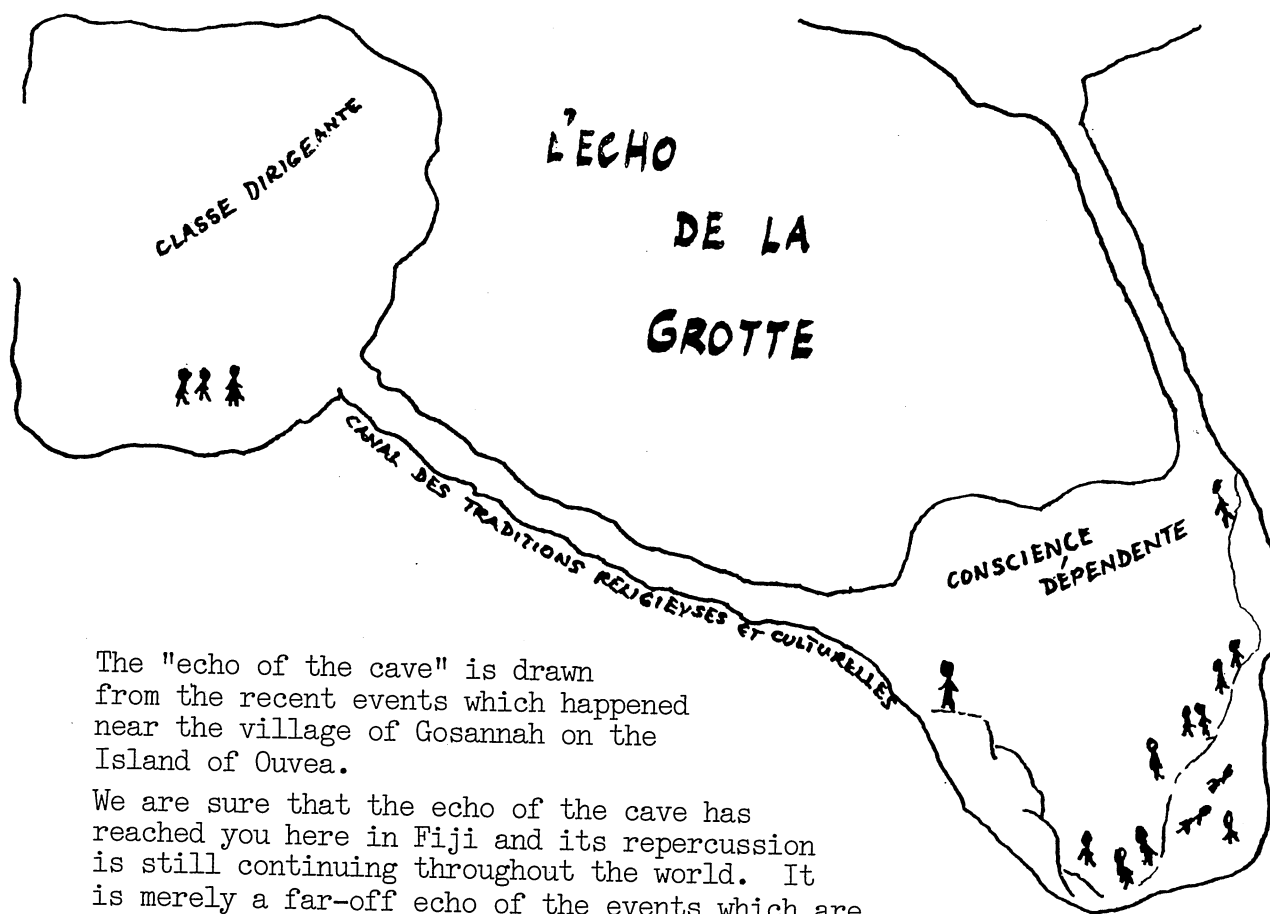 CLASSE DIRIGEANTE
L'ECHO
DE LA
GROTTE
CANAL DES TRADITIONS RELIGIEYSES ET CULTURELLES
CONSCIENCE
DÉPENDENTE
The "echo of the cave" is drawn
from the recent events which happened
near the village of Gosannah on the
Island of Ouvea.
We are sure that the echo of the cave has
reached you here in Fiji and its repercussion
is still continuing throughout the world. It
is merely a far-off echo of the events which are